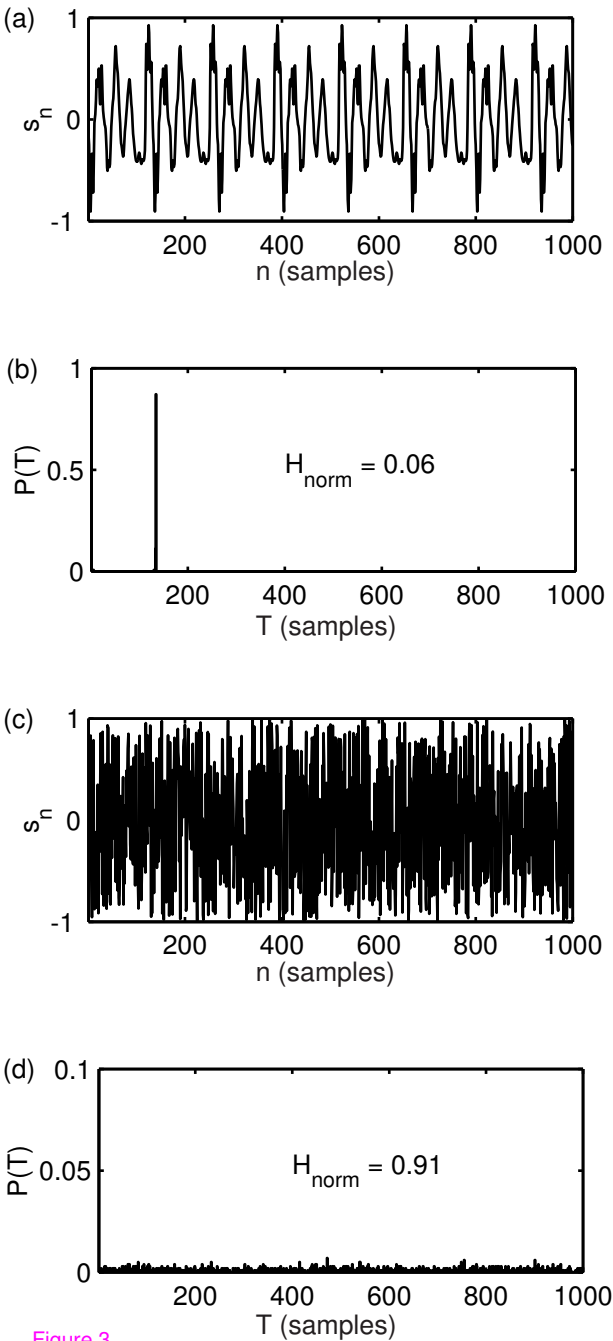 (a)
1
0
-1
s_n
200 400 600 800 1000
n (samples)
(b)
1
0.5
0
P(T)
H_norm = 0.06
200 400 600 800 1000
T (samples)
(c)
1
0
-1
s_n
200 400 600 800 1000
n (samples)
(d)
0.1
0.05
0
P(T)
H_norm = 0.91
200 400 600 800 1000
T (samples)
Figure 3